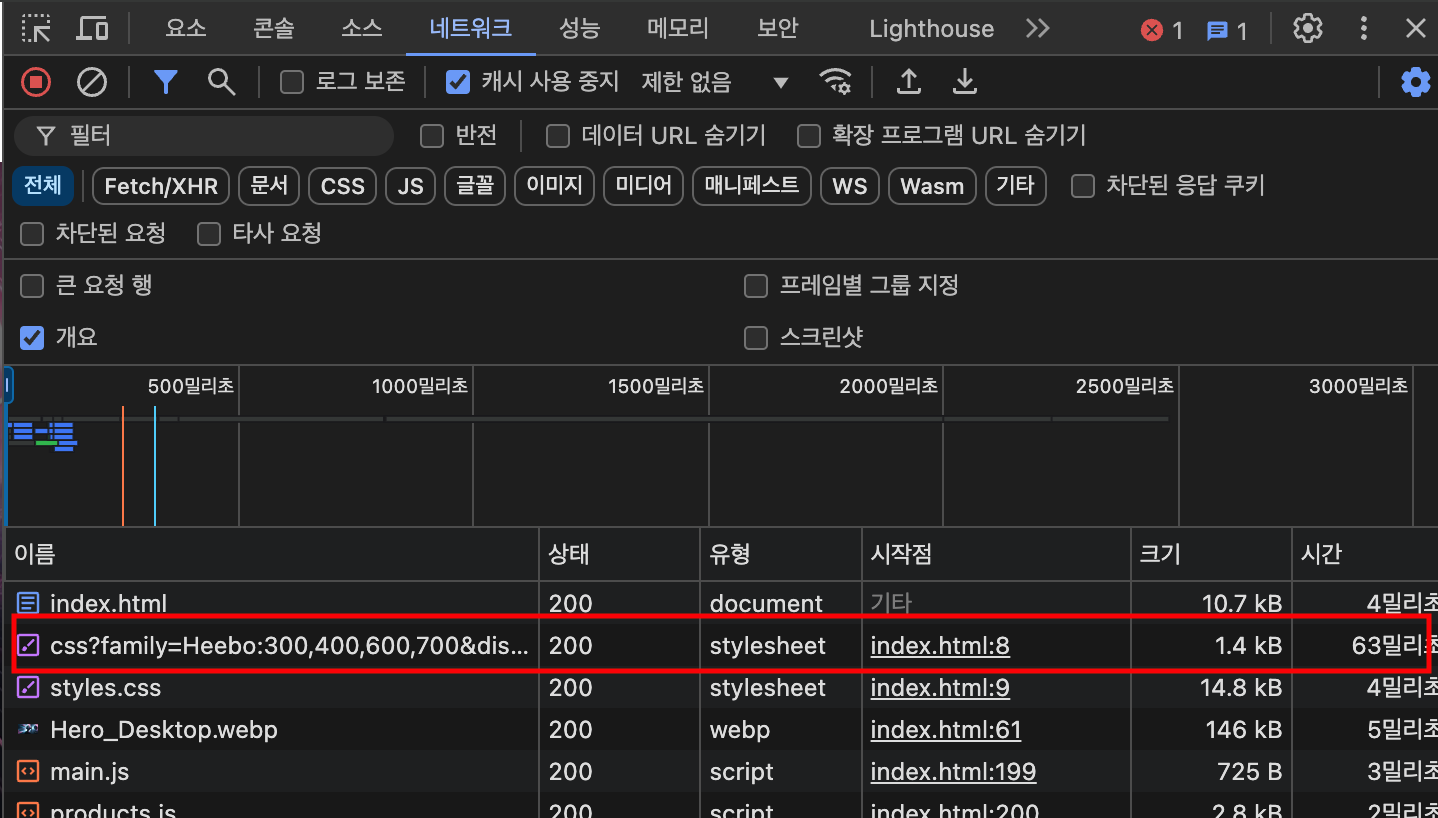 요소 콘솔 소스 네트워크 성능 메모리 보안 Lighthouse 1 1
로그 보존 캐시 사용 중지 제한 없음
필터 반전 데이터 URL 숨기기 확장 프로그램 URL 숨기기
전체 Fetch/XHR 문서 CSS JS 글꼴 이미지 미디어 매니페스트 WS Wasm 기타 차단된 응답 쿠키
차단된 요청 타사 요청
큰 요청 행 프레임별 그룹 지정
개요 스크린샷
500밀리초 1000밀리초 1500밀리초 2000밀리초 2500밀리초 3000밀리초
이름 상태 유형 시작점 크기 시간
index.html 200 document 기타 10.7 kB 4밀리초
css?family=Heebo:300,400,600,700&dis... 200 stylesheet index.html:8 1.4 kB 63밀리초
styles.css 200 stylesheet index.html:9 14.8 kB 4밀리초
Hero_Desktop.webp 200 webp index.html:61 146 kB 5밀리초
main.js 200 script index.html:199 725 B 3밀리초
products.js 200 script index.html:200 2.8 kB 2밀리초